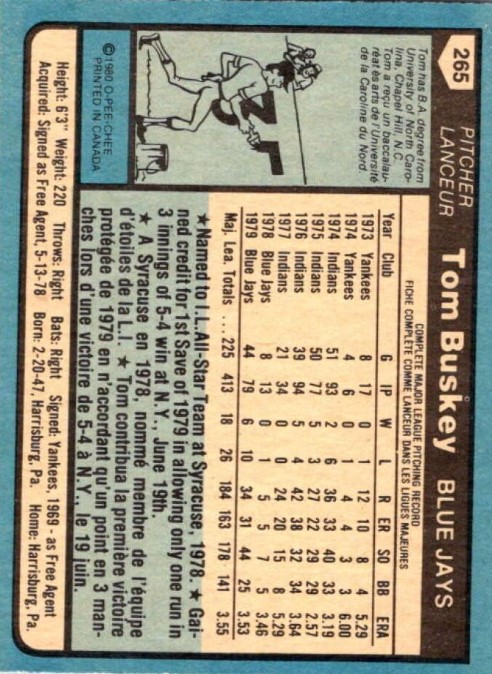 265
PITCHER
LANCEUR
Tom Buskey BLUE JAYS
Tom has B.A. degree from
University of North Caro-
lina, Chapel Hill, N.C.
Tom a reçu un baccalau-
réat ès arts de l'Université
de la Caroline du Nord
COMPLETE MAJOR LEAGUE PITCHING RECORD
FICHE COMPLETE COMME LANCEUR DANS LES LIGUES MAJEURES
Year Club G IP W L R ER SO BB ERA
1973 Yankees 8 17 0 1 12 10 8 4 5.29
1974 Yankees 4 6 0 1 4 4 3 3 6.00
1974 Indians 51 93 2 6 36 33 40 33 3.19
1975 Indians 50 77 5 3 27 22 29 29 2.57
1976 Indians 39 94 5 4 42 38 32 34 3.64
1977 Indians 21 34 0 0 24 20 15 8 5.29
1978 Blue Jays 8 13 0 1 5 5 7 5 3.46
1979 Blue Jays 44 79 6 10 34 31 44 25 3.53
Maj. Lea. Totals ... 225 413 18 26 184 163 178 141 3.55
★ Named to I.L. All-Star Team at Syracuse, 1978. ★ Gai-
ned credit for 1st Save of 1979 in allowing only one run in
3 innings of 5-4 win at N.Y., June 19th.
★ A Syracuse en 1978, nommé membre de l'équipe
d'étoiles de la L.I. ★ Tom contribua la première victoire
protégée de 1979 en n'accordant qu'un point en 3 man-
ches lors d'une victoire de 5-4 à N.Y., le 19 juin.
©1980 O-PEE-CHEE
PRINTED IN CANADA
Height: 6'3" Weight: 220 Throws: Right Bats: Right Signed: Yankees, 1969 - as Free Agent
Acquired: Signed as Free Agent, 5-13-78 Born: 2-20-47, Harrisburg, Pa. Home: Harrisburg, Pa.